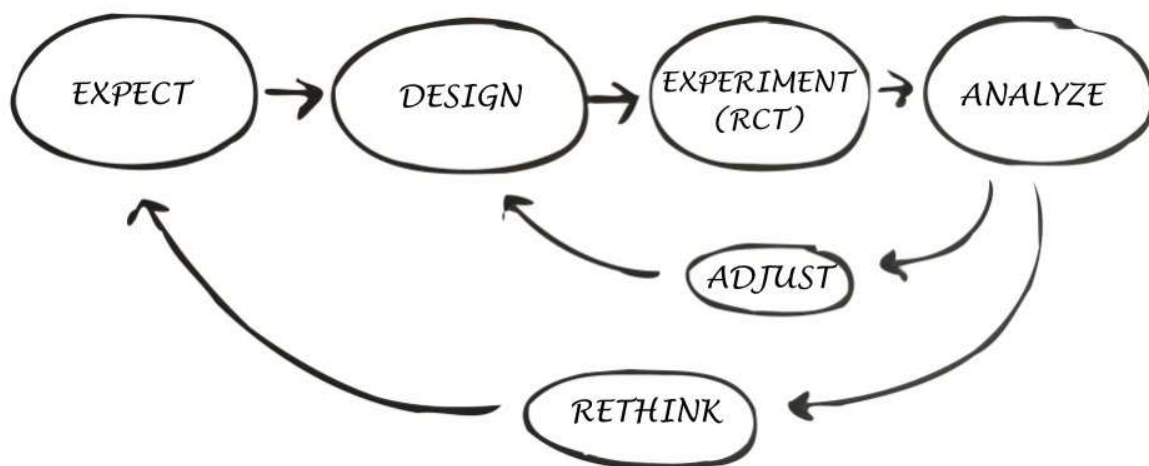 EXPECT
DESIGN
EXPERIMENT
(RCT)
ANALYZE
ADJUST
RETHINK